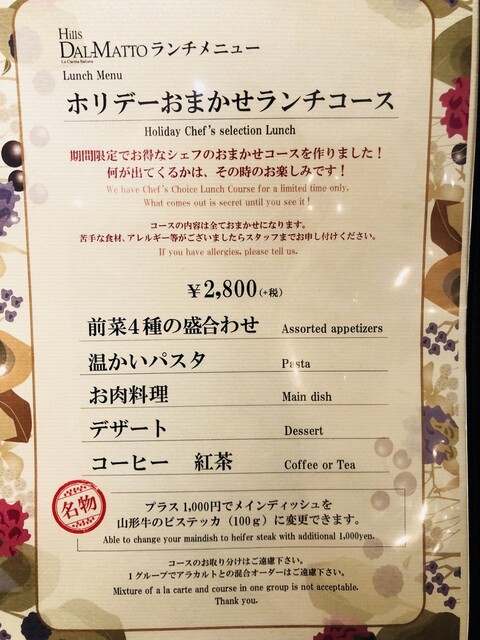 Hills
DAL-MATTO ランチメニュー
La Cucina Italiana
Lunch Menu
ホリデーおまかせランチコース
Holiday Chef's selection Lunch
期間限定でお得なシェフのおまかせコースを作りました！
何が出てくるかは、その時のお楽しみです！
We have Chef's Choice Lunch Course for a limited time only.
What comes out is secret until you see it !
コースの内容は全ておまかせになります。
苦手な食材、アレルギー等がございましたらスタッフまでお申し付けください。
If you have allergies, please tell us.
￥2,800(+税)
前菜４種の盛合わせ Assorted appetizers
温かいパスタ Pasta
お肉料理 Main dish
デザート Dessert
コーヒー 紅茶 Coffee or Tea
名物
プラス 1,000円でメインディッシュを
山形牛のビステッカ（100ｇ）に変更できます。
Able to change your maindish to heifer steak with additional 1,000yen.
コースのお取り分けはご遠慮下さい。
１グループでアラカルトとの混合オーダーはご遠慮下さい。
Mixture of a la carte and course in one group is not acceptable.
Thank you.